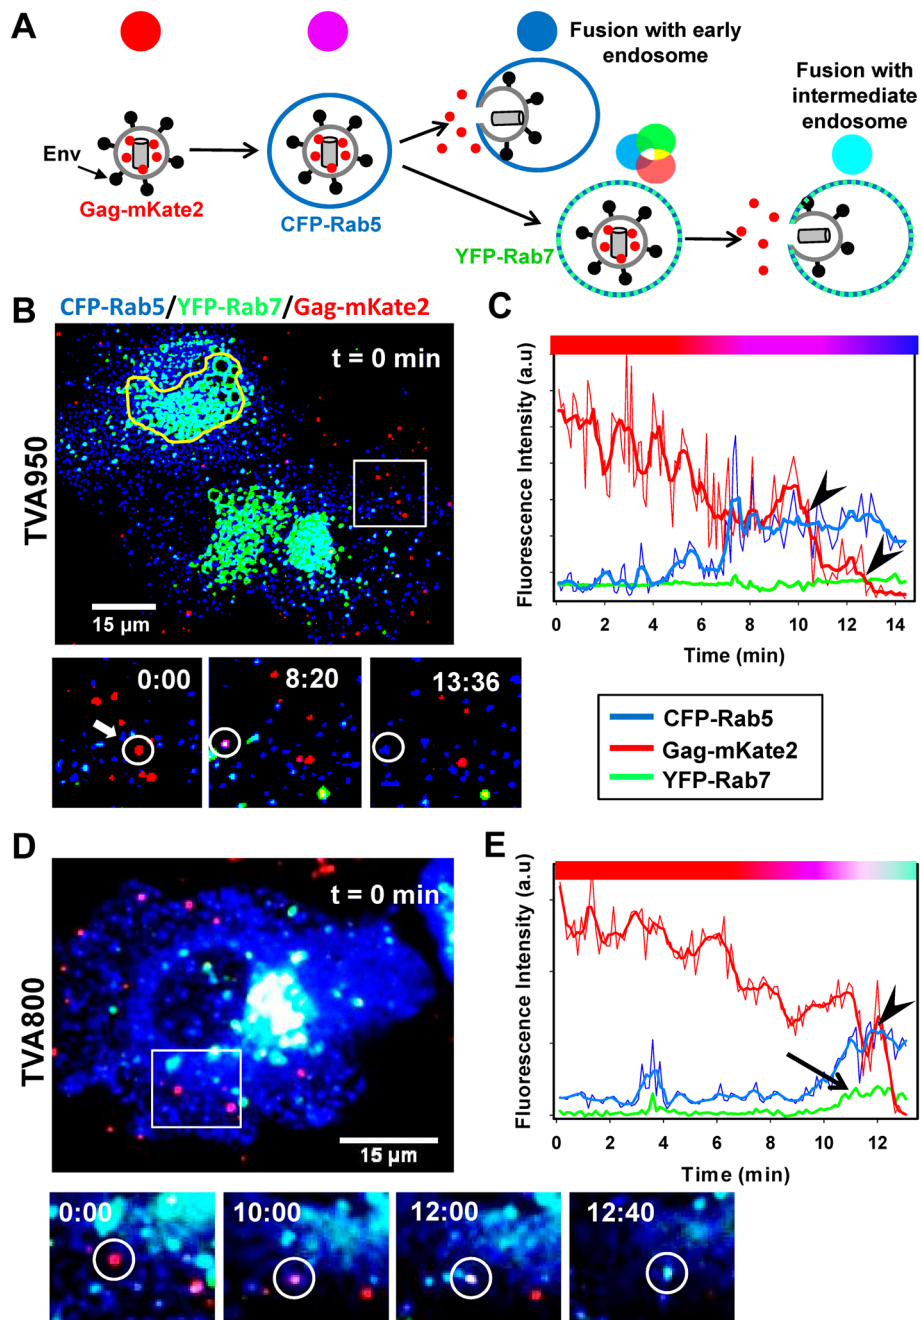 A
Fusion with early
endosome
Fusion with
intermediate
endosome
Env
Gag-mKate2
CFP-Rab5
YFP-Rab7
B
CFP-Rab5/YFP-Rab7/Gag-mKate2
t = 0 min
TVA950
15 µm
0:00
8:20
13:36
C
Fluorescence Intensity (a.u)
0 2 4 6 8 10 12 14
Time (min)
CFP-Rab5
Gag-mKate2
YFP-Rab7
D
t = 0 min
TVA800
15 µm
0:00
10:00
12:00
12:40
E
Fluorescence Intensity (a.u)
0 2 4 6 8 10 12
Time (min)